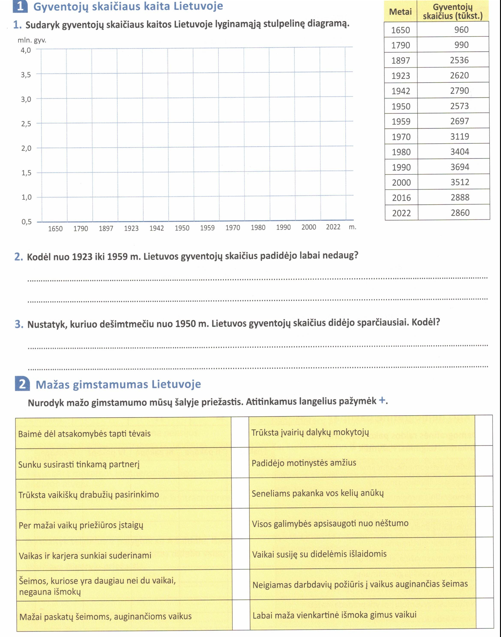 1 Gyventojų skaičiaus kaita Lietuvoje
1. Sudaryk gyventojų skaičiaus kaitos Lietuvoje lyginamąją stulpelinę diagramą.
mln. gyv.
4,0
3,5
3,0
2,5
2,0
1,5
1,0
0,5
1650 1790 1897 1923 1942 1950 1959 1970 1980 1990 2000 2022 m.
Metai Gyventojų skaičius (tūkst.)
1650 960
1790 990
1897 2536
1923 2620
1942 2790
1950 2573
1959 2697
1970 3119
1980 3404
1990 3694
2000 3512
2016 2888
2022 2860
2. Kodėl nuo 1923 iki 1959 m. Lietuvos gyventojų skaičius padidėjo labai nedaug?
3. Nustatyk, kuriuo dešimtmečiu nuo 1950 m. Lietuvos gyventojų skaičius didėjo sparčiausiai. Kodėl?
2 Mažas gimstamumas Lietuvoje
Nurodyk mažo gimstamumo mūsų šalyje priežastis. Atitinkamus langelius pažymėk +.
Baimė dėl atsakomybės tapti tėvais
Trūksta įvairių dalykų mokytojų
Sunku susirasti tinkamą partnerį
Padidėjo motinystės amžius
Trūksta vaikiškų drabužių pasirinkimo
Seneliams pakanka vos kelių anūkų
Per mažai vaikų priežiūros įstaigų
Visos galimybės apsisaugoti nuo nėštumo
Vaikas ir karjera sunkiai suderinami
Vaikai susiję su didelėmis išlaidomis
Šeimos, kuriose yra daugiau nei du vaikai,
negauna išmokų
Neigiamas darbdavių požiūris į vaikus auginančias šeimas
Mažai paskatų šeimoms, auginančioms vaikus
Labai maža vienkartinė išmoka gimus vaikui